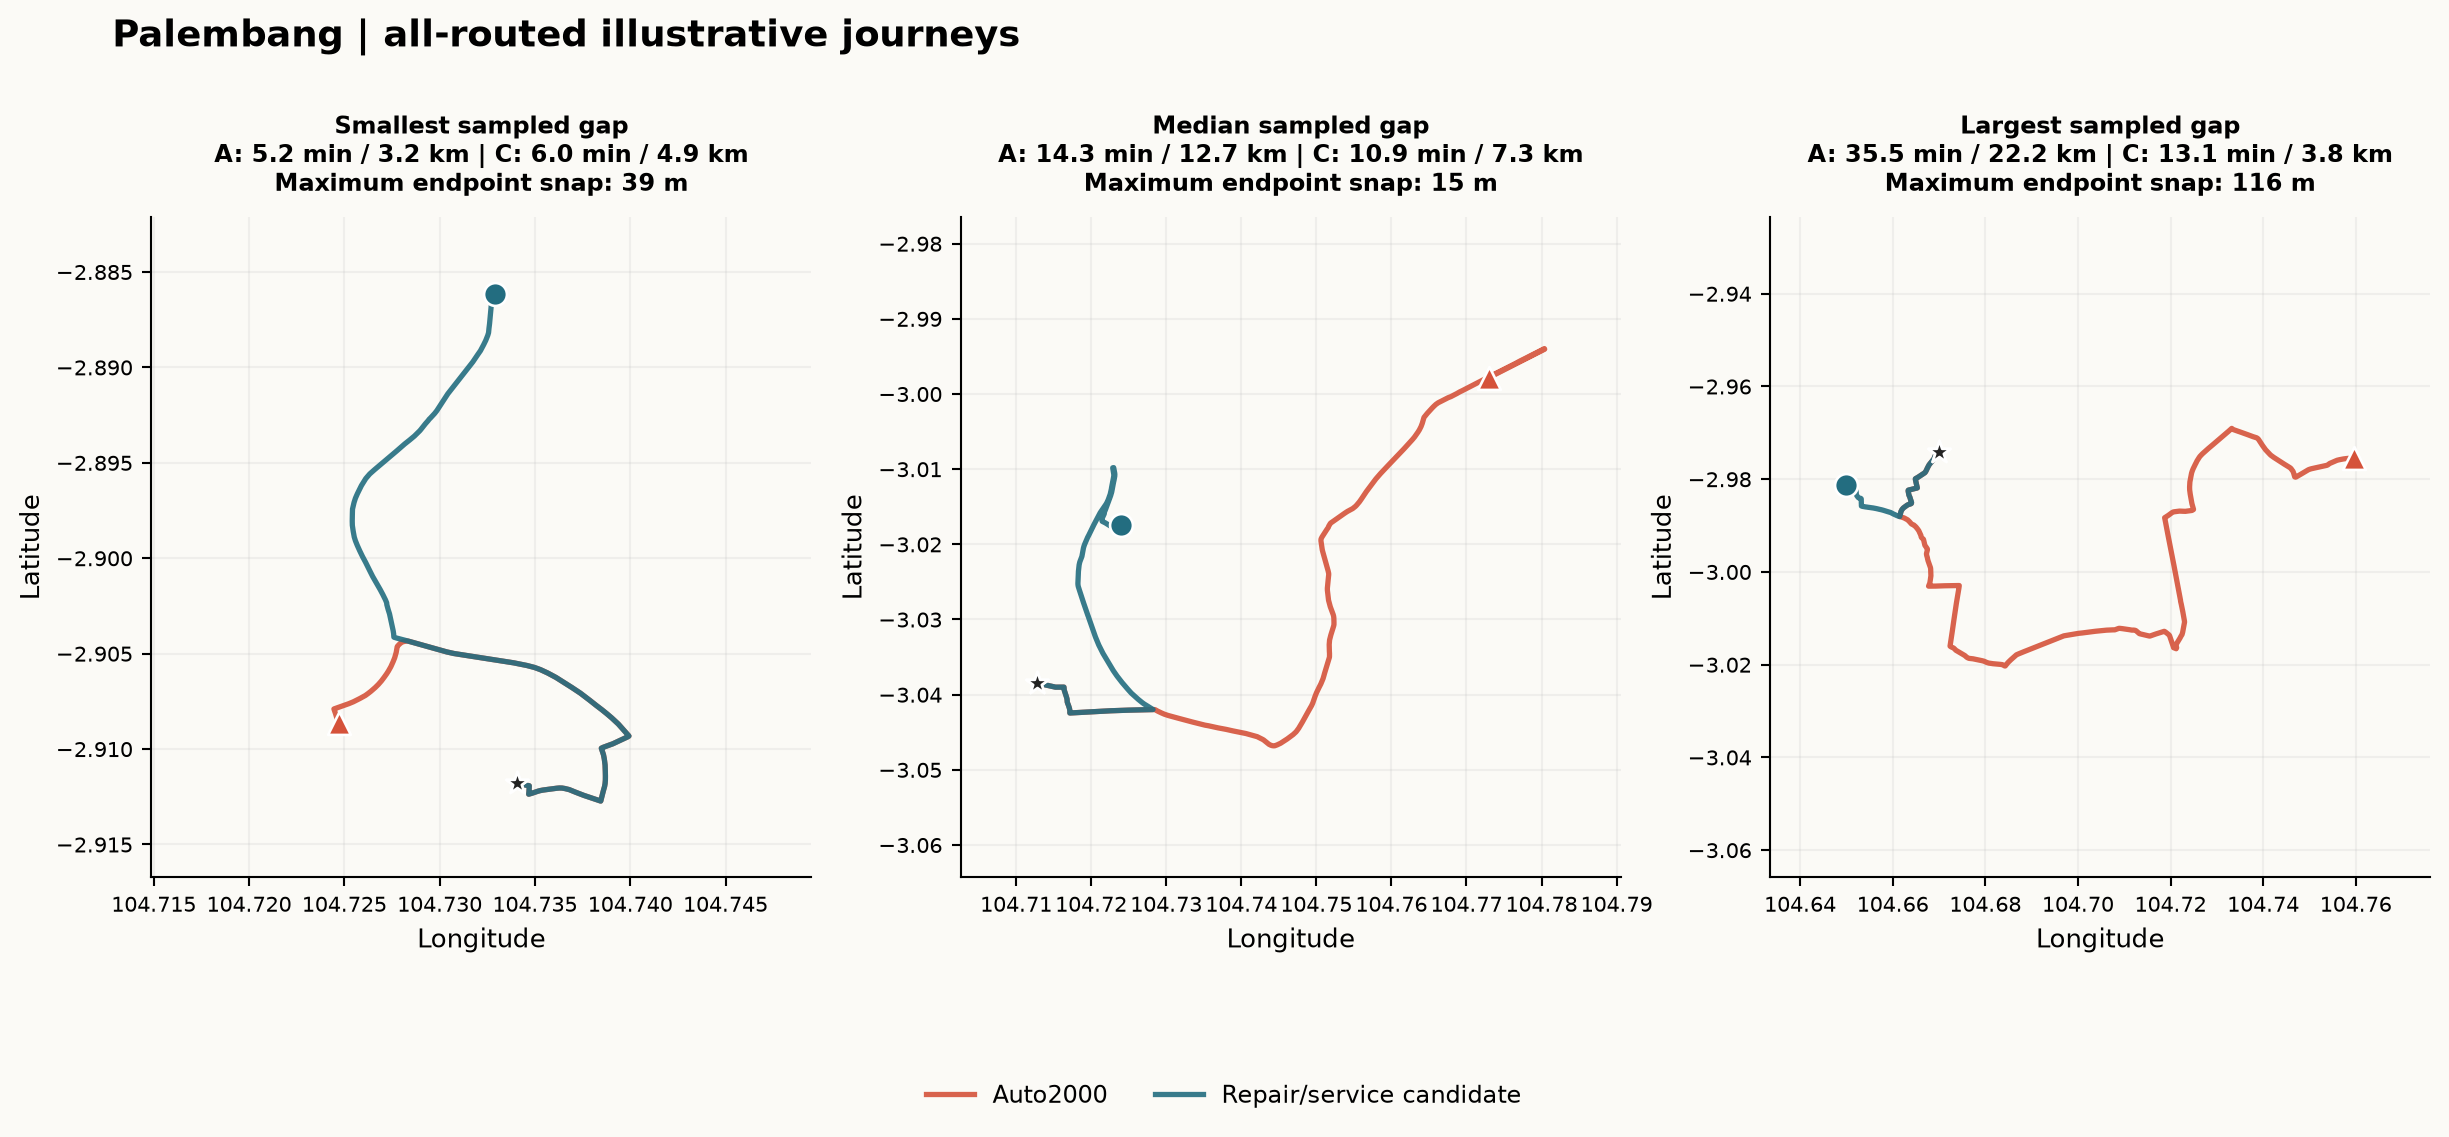 Palembang | all-routed illustrative journeys
Smallest sampled gap
A: 5.2 min / 3.2 km | C: 6.0 min / 4.9 km
Maximum endpoint snap: 39 m
−2.885
−2.890
−2.895
−2.900
−2.905
−2.910
−2.915
Latitude
104.715 104.720 104.725 104.730 104.735 104.740 104.745
Longitude
Median sampled gap
A: 14.3 min / 12.7 km | C: 10.9 min / 7.3 km
Maximum endpoint snap: 15 m
−2.98
−2.99
−3.00
−3.01
−3.02
−3.03
−3.04
−3.05
−3.06
Latitude
104.71 104.72 104.73 104.74 104.75 104.76 104.77 104.78 104.79
Longitude
Largest sampled gap
A: 35.5 min / 22.2 km | C: 13.1 min / 3.8 km
Maximum endpoint snap: 116 m
−2.94
−2.96
−2.98
−3.00
−3.02
−3.04
−3.06
Latitude
104.64 104.66 104.68 104.70 104.72 104.74 104.76
Longitude
Auto2000
Repair/service candidate